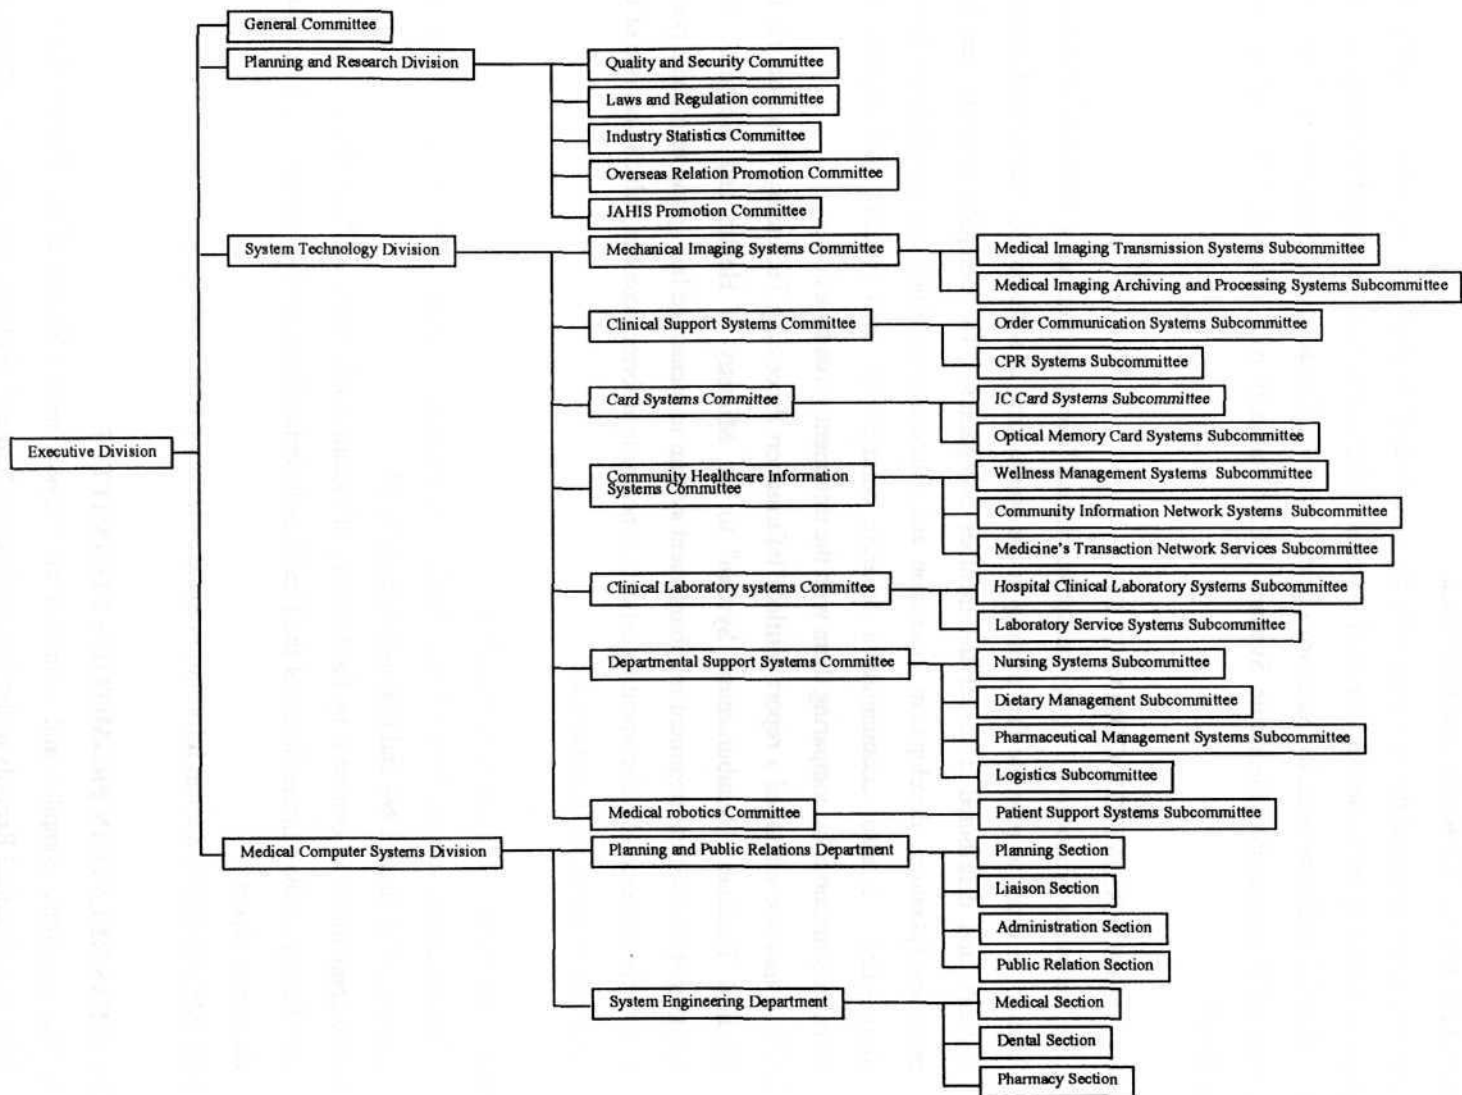 General Committee
Planning and Research Division
Quality and Security Committee
Laws and Regulation committee
Industry Statistics Committee
Overseas Relation Promotion Committee
JAHIS Promotion Committee
System Technology Division
Mechanical Imaging Systems Committee
Medical Imaging Transmission Systems Subcommittee
Medical Imaging Archiving and Processing Systems Subcommittee
Clinical Support Systems Committee
Order Communication Systems Subcommittee
CPR Systems Subcommittee
Card Systems Committee
IC Card Systems Subcommittee
Optical Memory Card Systems Subcommittee
Executive Division
Community Healthcare Information
Systems Committee
Wellness Management Systems Subcommittee
Community Information Network Systems Subcommittee
Medicine's Transaction Network Services Subcommittee
Clinical Laboratory systems Committee
Hospital Clinical Laboratory Systems Subcommittee
Laboratory Service Systems Subcommittee
Departmental Support Systems Committee
Nursing Systems Subcommittee
Dietary Management Subcommittee
Pharmaceutical Management Systems Subcommittee
Logistics Subcommittee
Medical robotics Committee
Patient Support Systems Subcommittee
Medical Computer Systems Division
Planning and Public Relations Department
Planning Section
Liaison Section
Administration Section
Public Relation Section
System Engineering Department
Medical Section
Dental Section
Pharmacy Section